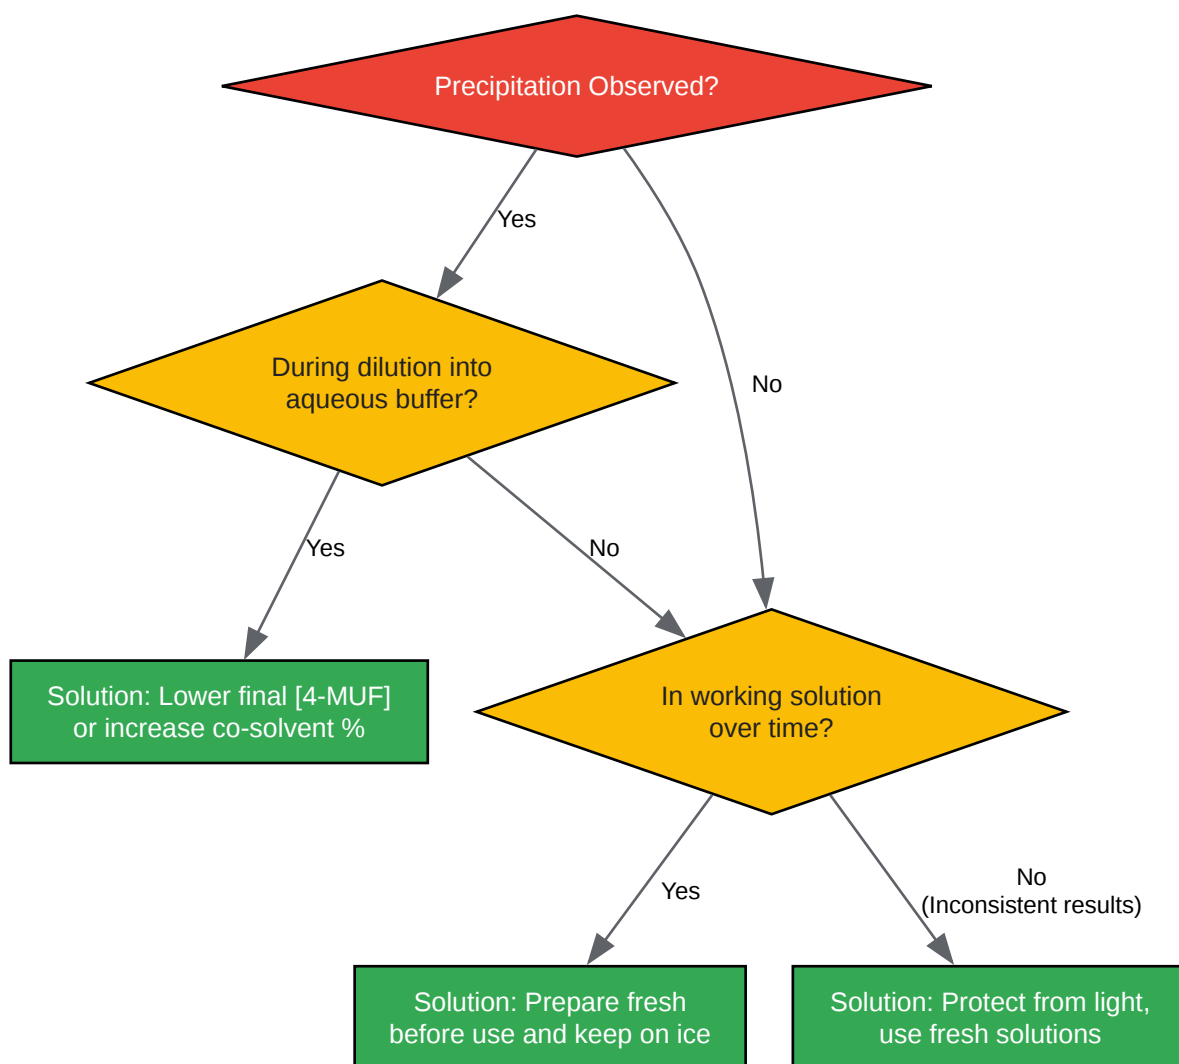 Precipitation Observed?
Yes
No
During dilution into
aqueous buffer?
Yes
No
Solution: Lower final [4-MUF]
or increase co-solvent %
In working solution
over time?
Yes
No
(Inconsistent results)
Solution: Prepare fresh
before use and keep on ice
Solution: Protect from light,
use fresh solutions